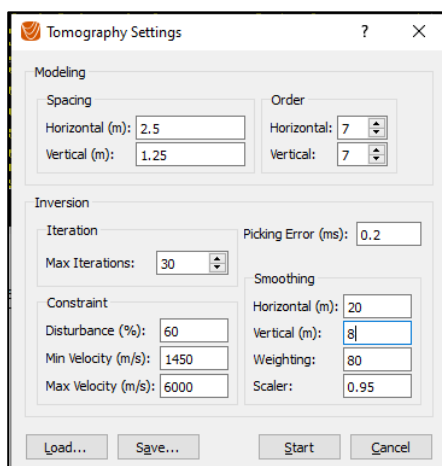 Tomography Settings
?
Modeling
Spacing
Horizontal (m): 2.5
Vertical (m): 1.25
Order
Horizontal: 7
Vertical: 7
Inversion
Iteration
Max Iterations: 30
Picking Error (ms): 0.2
Constraint
Disturbance (%): 60
Min Velocity (m/s): 1450
Max Velocity (m/s): 6000
Smoothing
Horizontal (m): 20
Vertical (m): 8
Weighting: 80
Scaler: 0.95
Load...
Save...
Start
Cancel